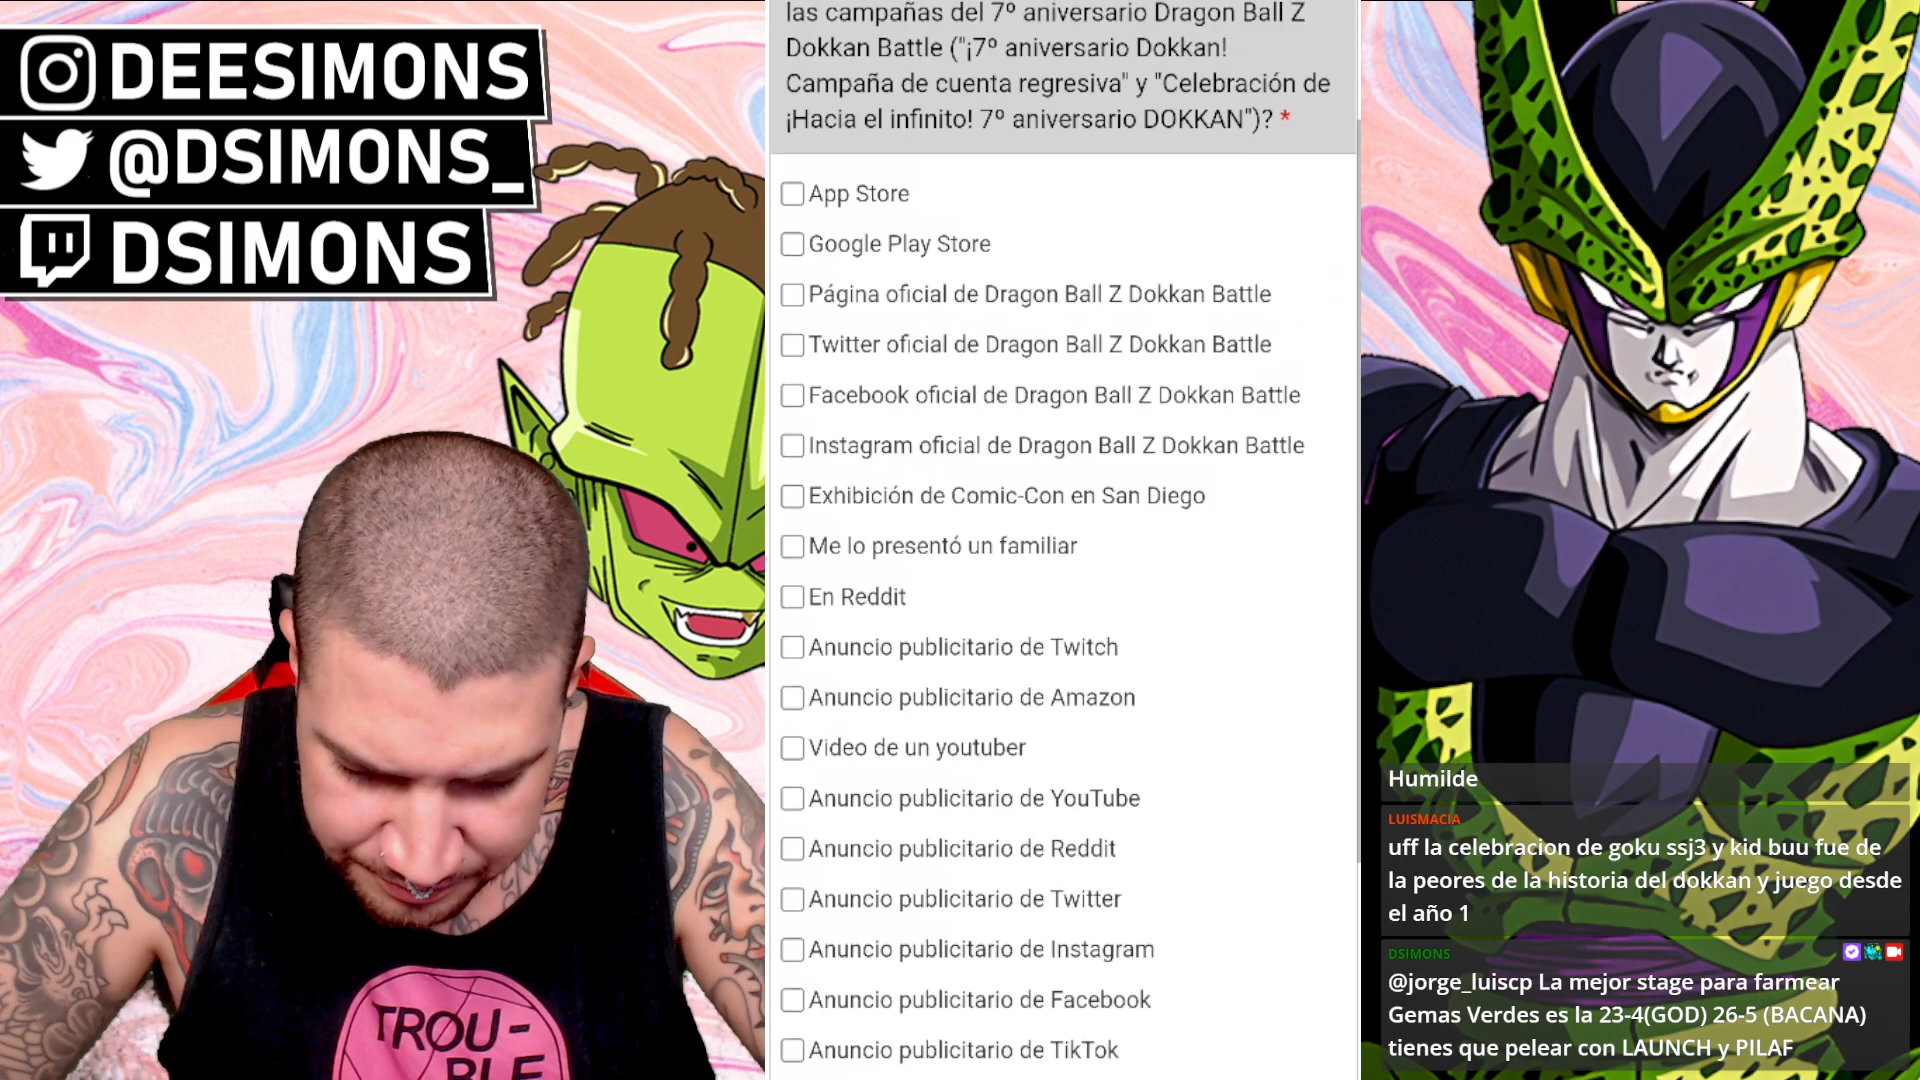 DEESIMONS
@DSIMONS_
DSIMONS
TROU-
BLE
las campañas del 7º aniversario Dragon Ball Z
Dokkan Battle ("¡7º aniversario Dokkan!
Campaña de cuenta regresiva" y "Celebración de
¡Hacia el infinito! 7º aniversario DOKKAN")? *
App Store
Google Play Store
Página oficial de Dragon Ball Z Dokkan Battle
Twitter oficial de Dragon Ball Z Dokkan Battle
Facebook oficial de Dragon Ball Z Dokkan Battle
Instagram oficial de Dragon Ball Z Dokkan Battle
Exhibición de Comic-Con en San Diego
Me lo presentó un familiar
En Reddit
Anuncio publicitario de Twitch
Anuncio publicitario de Amazon
Video de un youtuber
Anuncio publicitario de YouTube
Anuncio publicitario de Reddit
Anuncio publicitario de Twitter
Anuncio publicitario de Instagram
Anuncio publicitario de Facebook
Anuncio publicitario de TikTok
Humilde
LUISMACIA
uff la celebracion de goku ssj3 y kid buu fue de
la peores de la historia del dokkan y juego desde
el año 1
DSIMONS
@jorge_luiscp La mejor stage para farmear
Gemas Verdes es la 23-4(GOD) 26-5 (BACANA)
tienes que pelear con LAUNCH y PILAF